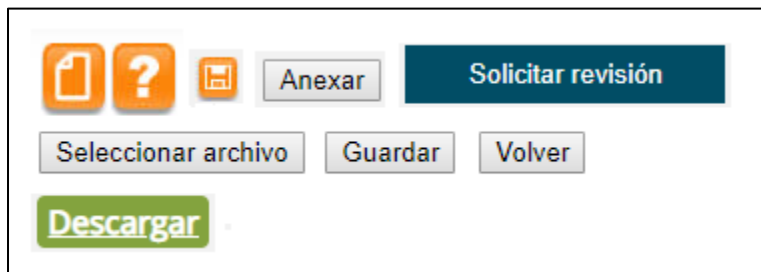 ? Anexar Solicitar revisión
Seleccionar archivo Guardar Volver
Descargar